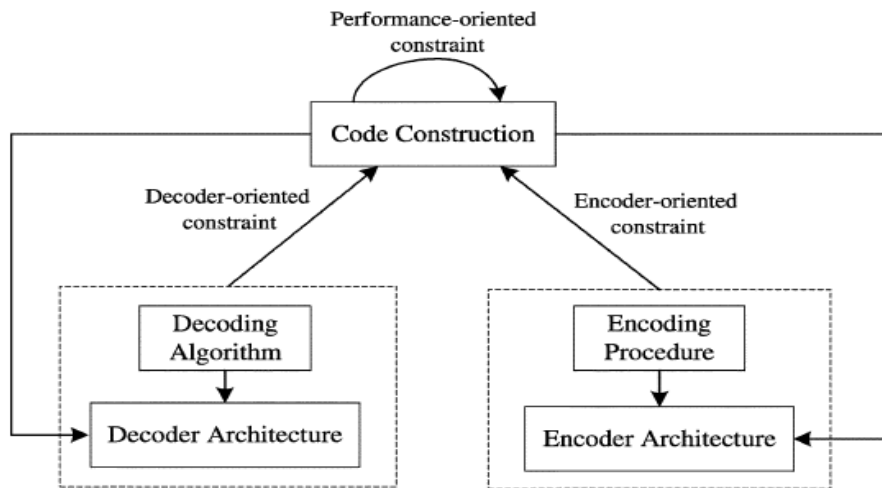 Performance-oriented
constraint
Code Construction
Decoder-oriented
constraint
Encoder-oriented
constraint
Decoding
Algorithm
Encoding
Procedure
Decoder Architecture
Encoder Architecture